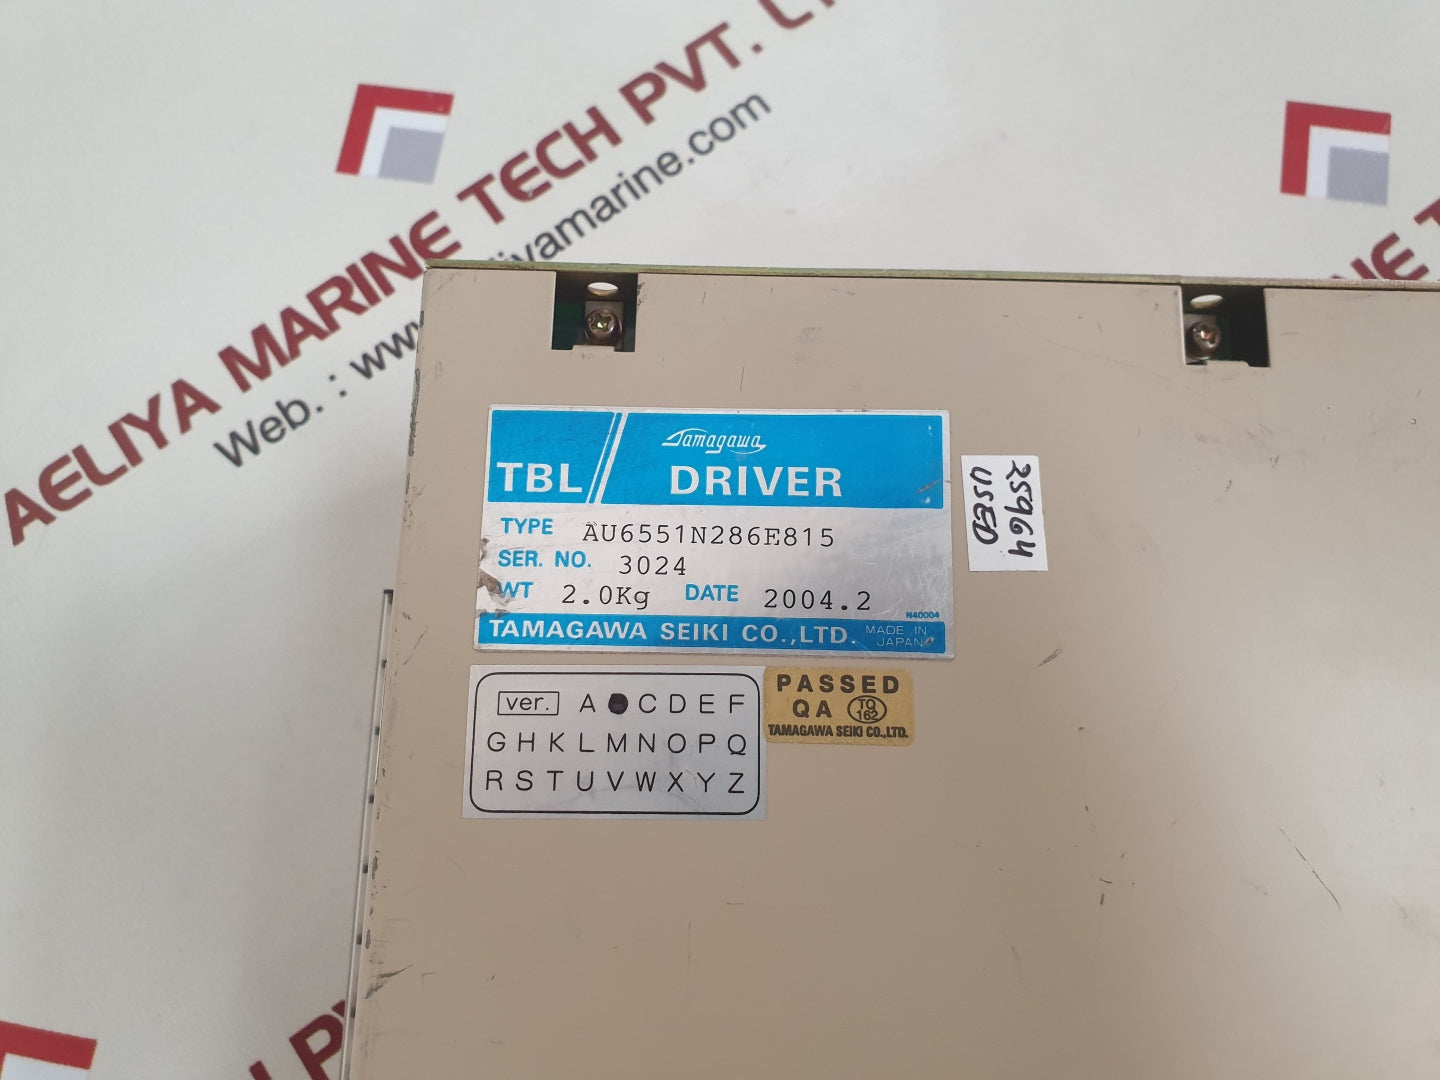 AELIYA MARINE TECH PVT. L
Web. : ww
iyamarine.com
NE T
TBL
Tamagawa
DRIVER
TYPE AU6551N286E815
SER. NO. 3024
WT 2.0Kg DATE 2004.2
N40004
TAMAGAWA SEIKI CO.,LTD. MADE IN JAPAN
25964
USED
ver. A C D E F
G H K L M N O P Q
R S T U V W X Y Z
PASSED
QA TQ 162
TAMAGAWA SEIKI CO.,LTD.